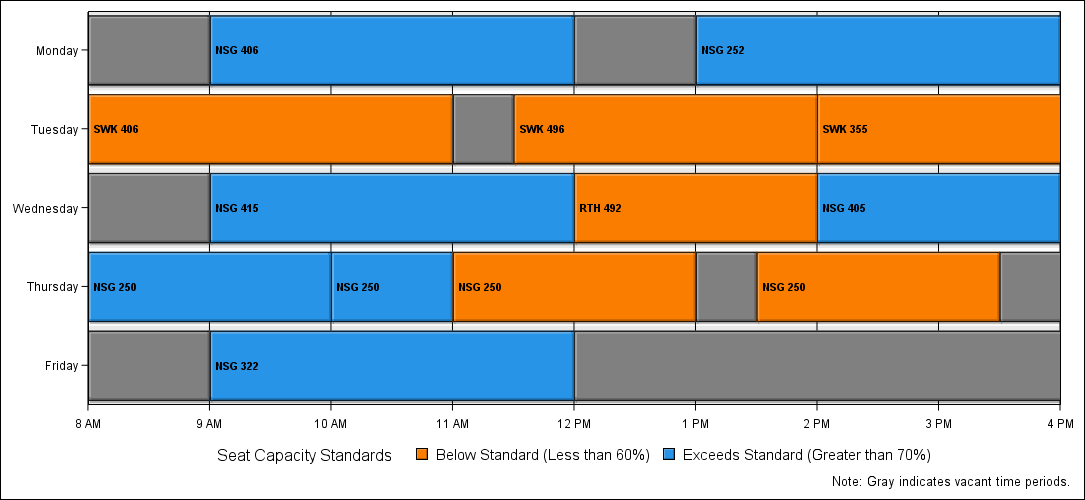 Monday NSG 406 NSG 252
Tuesday SWK 406 SWK 496 SWK 355
Wednesday NSG 415 RTH 492 NSG 405
Thursday NSG 250 NSG 250 NSG 250 NSG 250
Friday NSG 322
8 AM 9 AM 10 AM 11 AM 12 PM 1 PM 2 PM 3 PM 4 PM
Seat Capacity Standards Below Standard (Less than 60%) Exceeds Standard (Greater than 70%)
Note: Gray indicates vacant time periods.